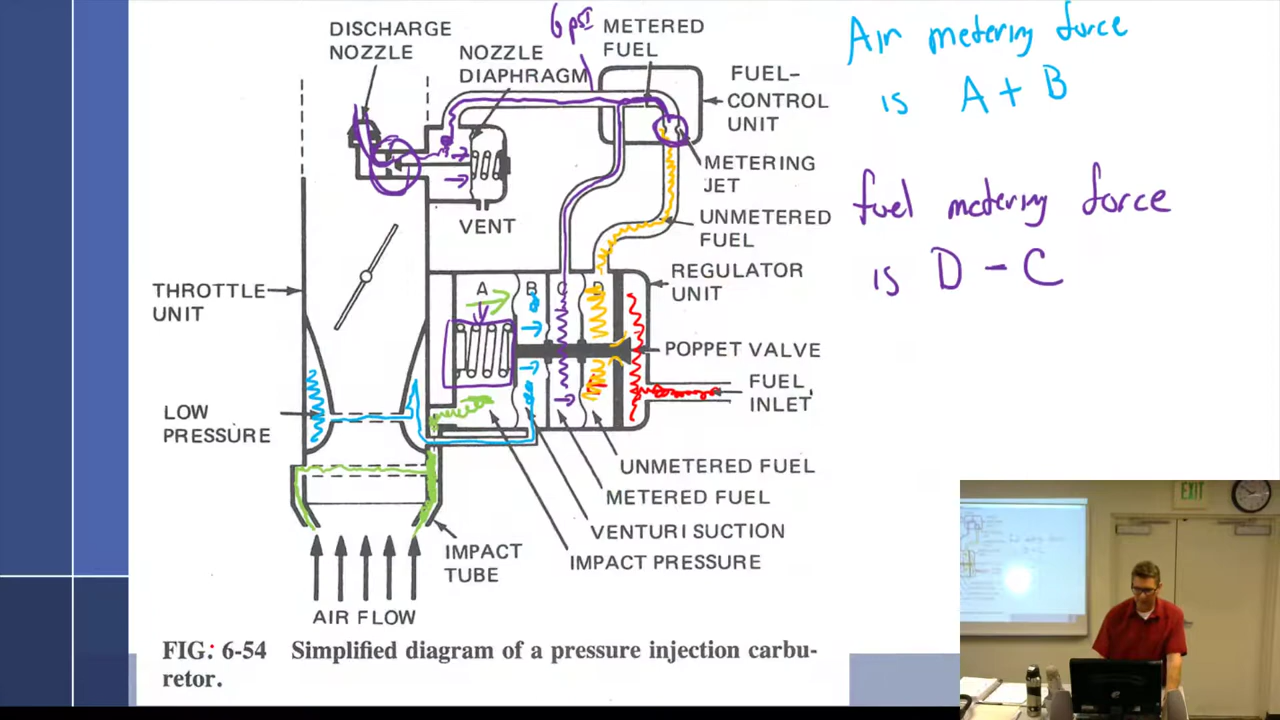 DISCHARGE
NOZZLE
NOZZLE
DIAPHRAGM
6 psi
METERED
FUEL
FUEL-
CONTROL
UNIT
METERING
JET
UNMETERED
FUEL
VENT
THROTTLE
UNIT
A
B
C
D
REGULATOR
UNIT
POPPET VALVE
FUEL
INLET
LOW
PRESSURE
UNMETERED FUEL
METERED FUEL
VENTURI SUCTION
IMPACT PRESSURE
IMPACT
TUBE
AIR FLOW
FIG: 6-54 Simplified diagram of a pressure injection carbu-
retor.
Air metering force
is A + B
fuel metering force
is D - C
EXIT